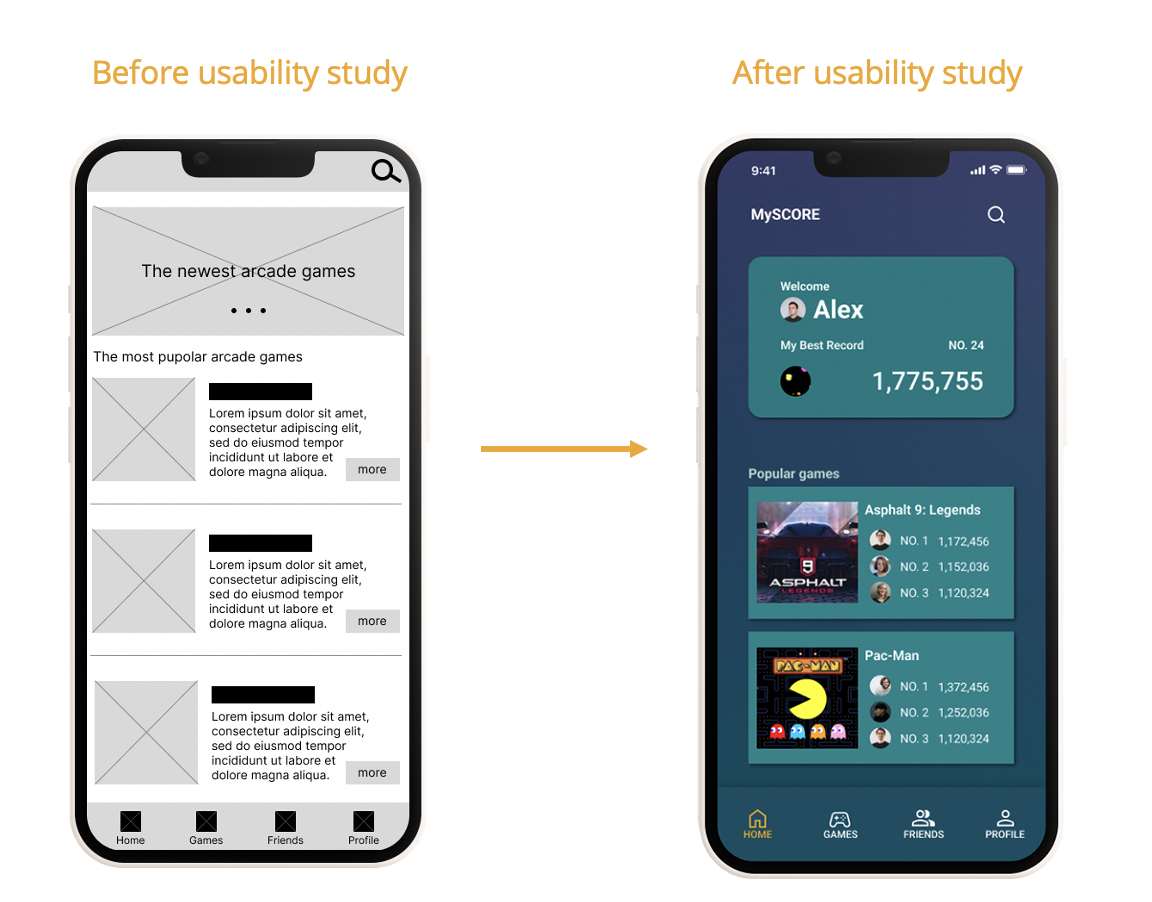 Before usability study
The newest arcade games
The most pupolar arcade games
Lorem ipsum dolor sit amet,
consectetur adipiscing elit,
sed do eiusmod tempor
incididunt ut labore et
dolore magna aliqua.
more
Lorem ipsum dolor sit amet,
consectetur adipiscing elit,
sed do eiusmod tempor
incididunt ut labore et
dolore magna aliqua.
more
Lorem ipsum dolor sit amet,
consectetur adipiscing elit,
sed do eiusmod tempor
incididunt ut labore et
dolore magna aliqua.
more
Home Games Friends Profile
After usability study
9:41
MySCORE
Welcome
Alex
My Best Record NO. 24
1,775,755
Popular games
9
ASPHALT
LEGENDS
Asphalt 9: Legends
NO. 1 1,172,456
NO. 2 1,152,036
NO. 3 1,120,324
PAC-MAN
Pac-Man
NO. 1 1,372,456
NO. 2 1,252,036
NO. 3 1,120,324
HOME GAMES FRIENDS PROFILE